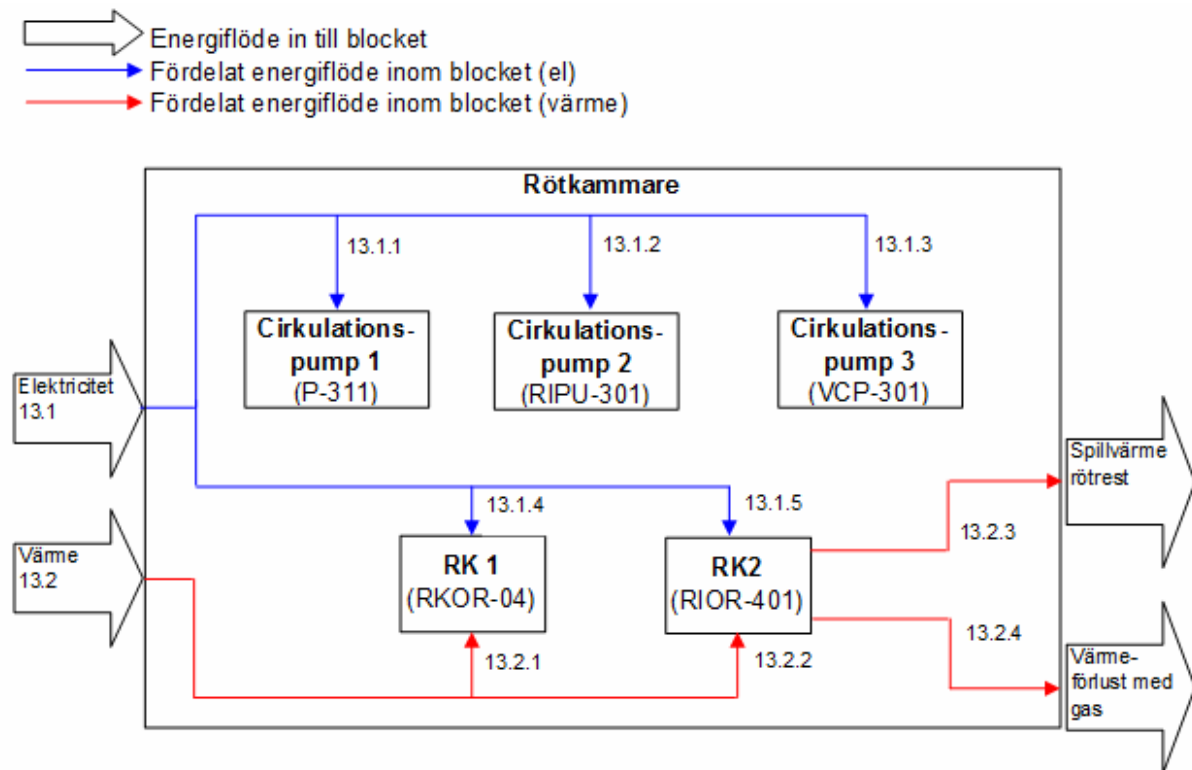 Energiflöde in till blocket
Fördelat energiflöde inom blocket (el)
Fördelat energiflöde inom blocket (värme)
Rötkammare
13.1.1
13.1.2
13.1.3
Cirkulations-
pump 1
(P-311)
Cirkulations-
pump 2
(RIPU-301)
Cirkulations-
pump 3
(VCP-301)
Elektricitet
13.1
Spillvärme
rötrest
13.1.4
13.1.5
13.2.3
Värme
13.2
RK 1
(RKOR-04)
RK2
(RIOR-401)
13.2.4
13.2.1
13.2.2
Värme-
förlust med
gas